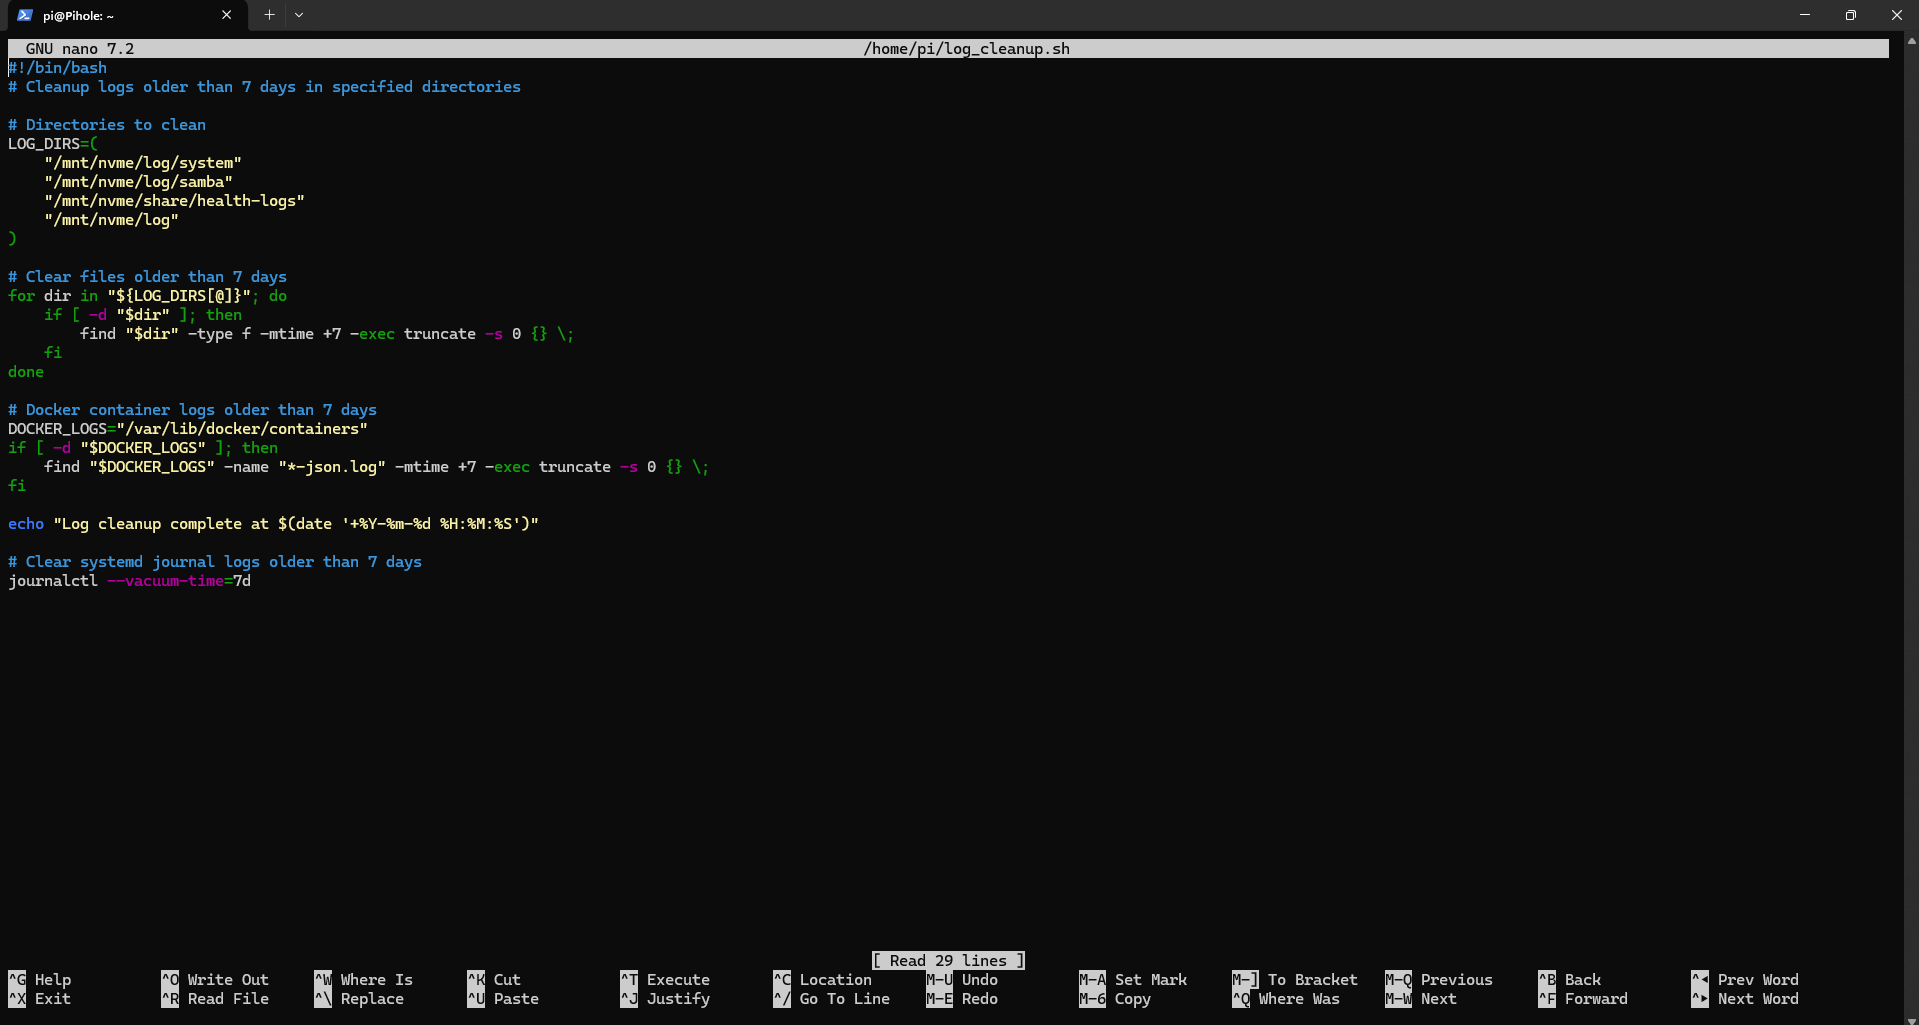 pi@Pihole: ~
GNU nano 7.2 /home/pi/log_cleanup.sh
#!/bin/bash
# Cleanup logs older than 7 days in specified directories

# Directories to clean
LOG_DIRS=(
    "/mnt/nvme/log/system"
    "/mnt/nvme/log/samba"
    "/mnt/nvme/share/health-logs"
    "/mnt/nvme/log"
)

# Clear files older than 7 days
for dir in "${LOG_DIRS[@]}"; do
    if [ -d "$dir" ]; then
        find "$dir" -type f -mtime +7 -exec truncate -s 0 {} \;
    fi
done

# Docker container logs older than 7 days
DOCKER_LOGS="/var/lib/docker/containers"
if [ -d "$DOCKER_LOGS" ]; then
    find "$DOCKER_LOGS" -name "*-json.log" -mtime +7 -exec truncate -s 0 {} \;
fi

echo "Log cleanup complete at $(date '+%Y-%m-%d %H:%M:%S')"

# Clear systemd journal logs older than 7 days
journalctl --vacuum-time=7d

[ Read 29 lines ]
^G Help ^O Write Out ^W Where Is ^K Cut ^T Execute ^C Location M-U Undo M-A Set Mark M-] To Bracket M-Q Previous ^B Back ^◂ Prev Word
^X Exit ^R Read File ^\ Replace ^U Paste ^J Justify ^/ Go To Line M-E Redo M-6 Copy ^Q Where Was M-W Next ^F Forward ^▸ Next Word